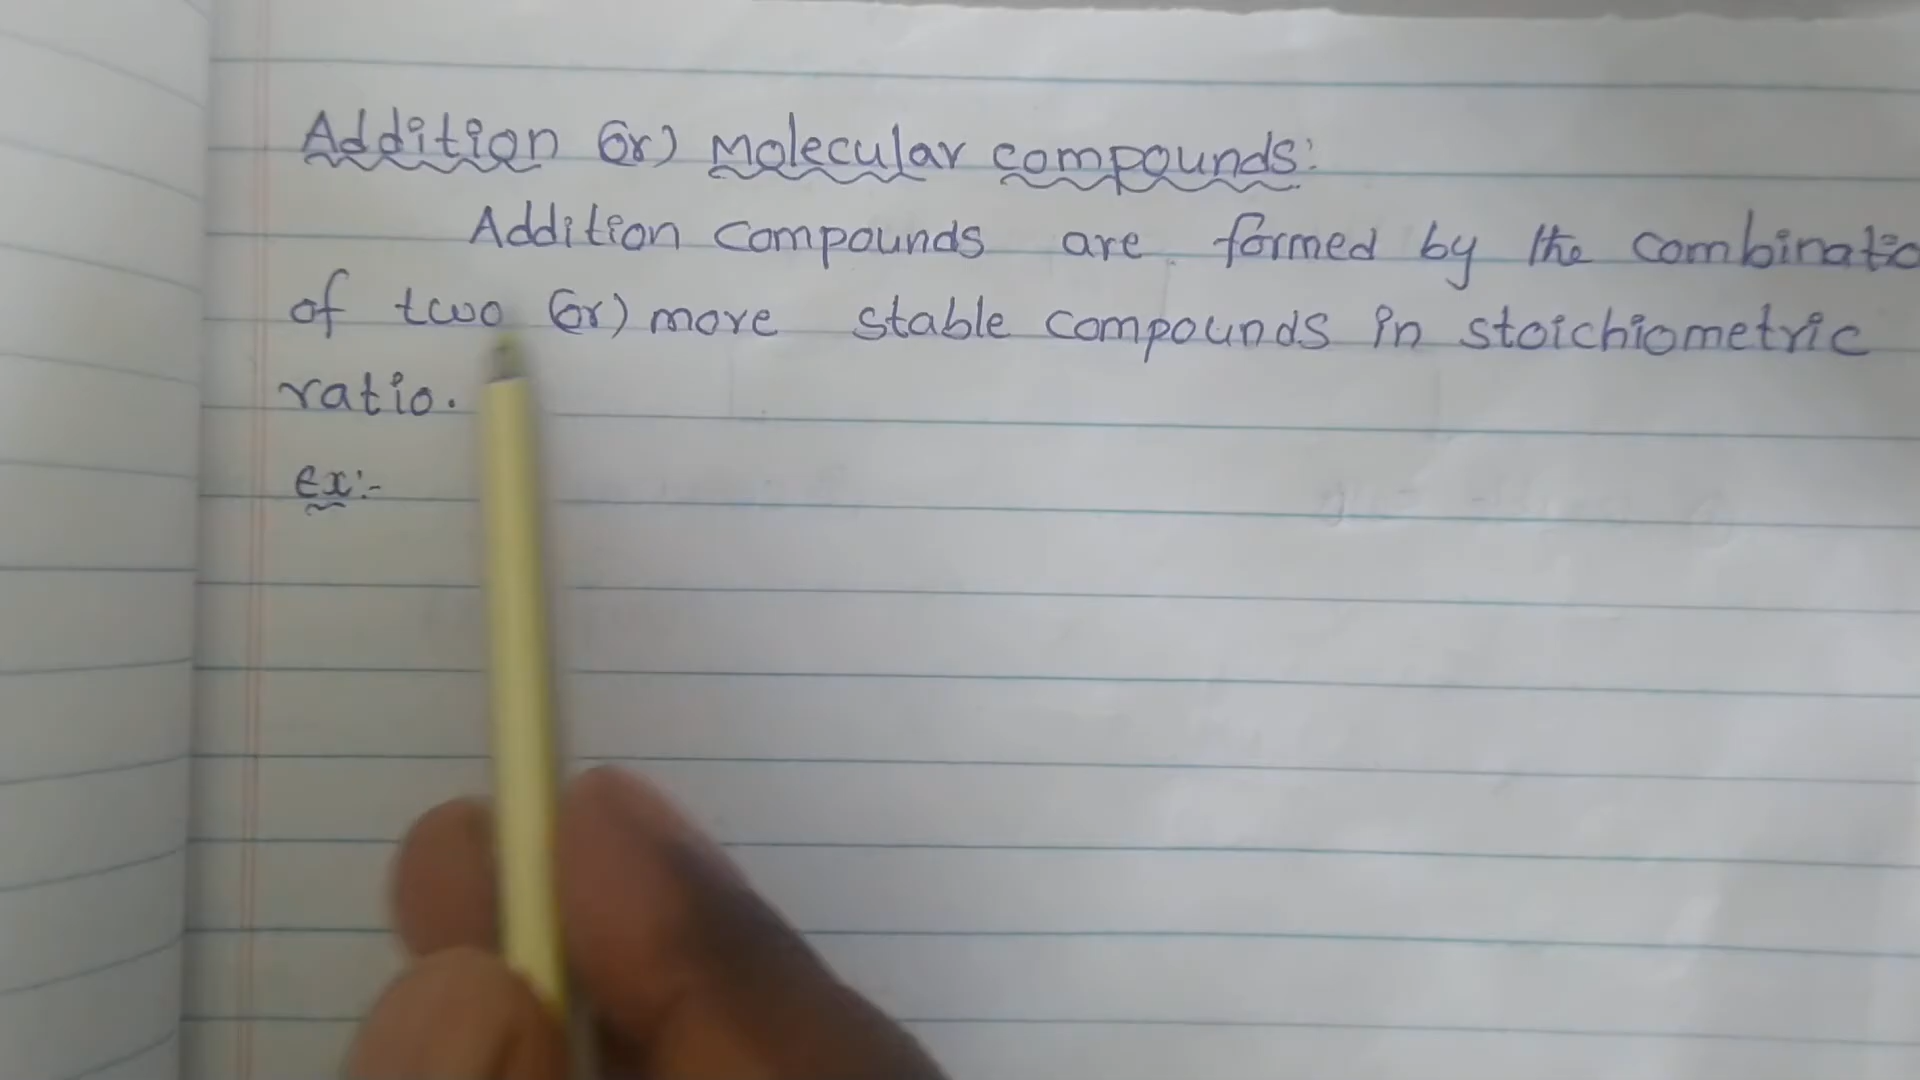 Addition (or) Molecular compounds:
Addition compounds are formed by the combinatio
of two (or) more stable compounds in stoichiometric
ratio.
ex:-